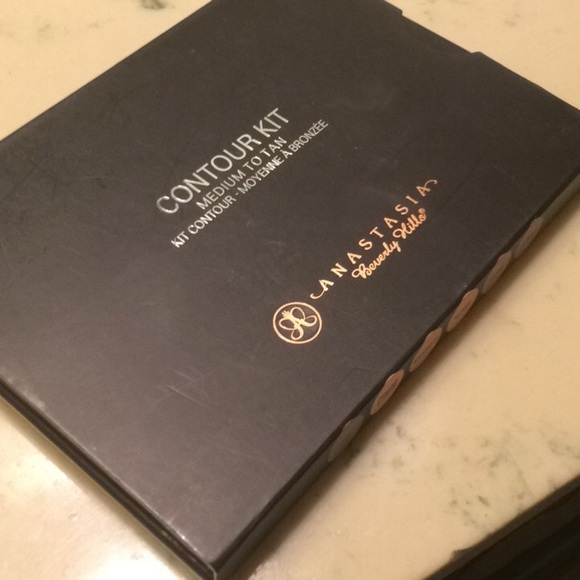 CONTOUR KIT
MEDIUM TO TAN
KIT CONTOUR - MOYENNE À BRONZÉE
ANASTASIA
Beverly Hills®